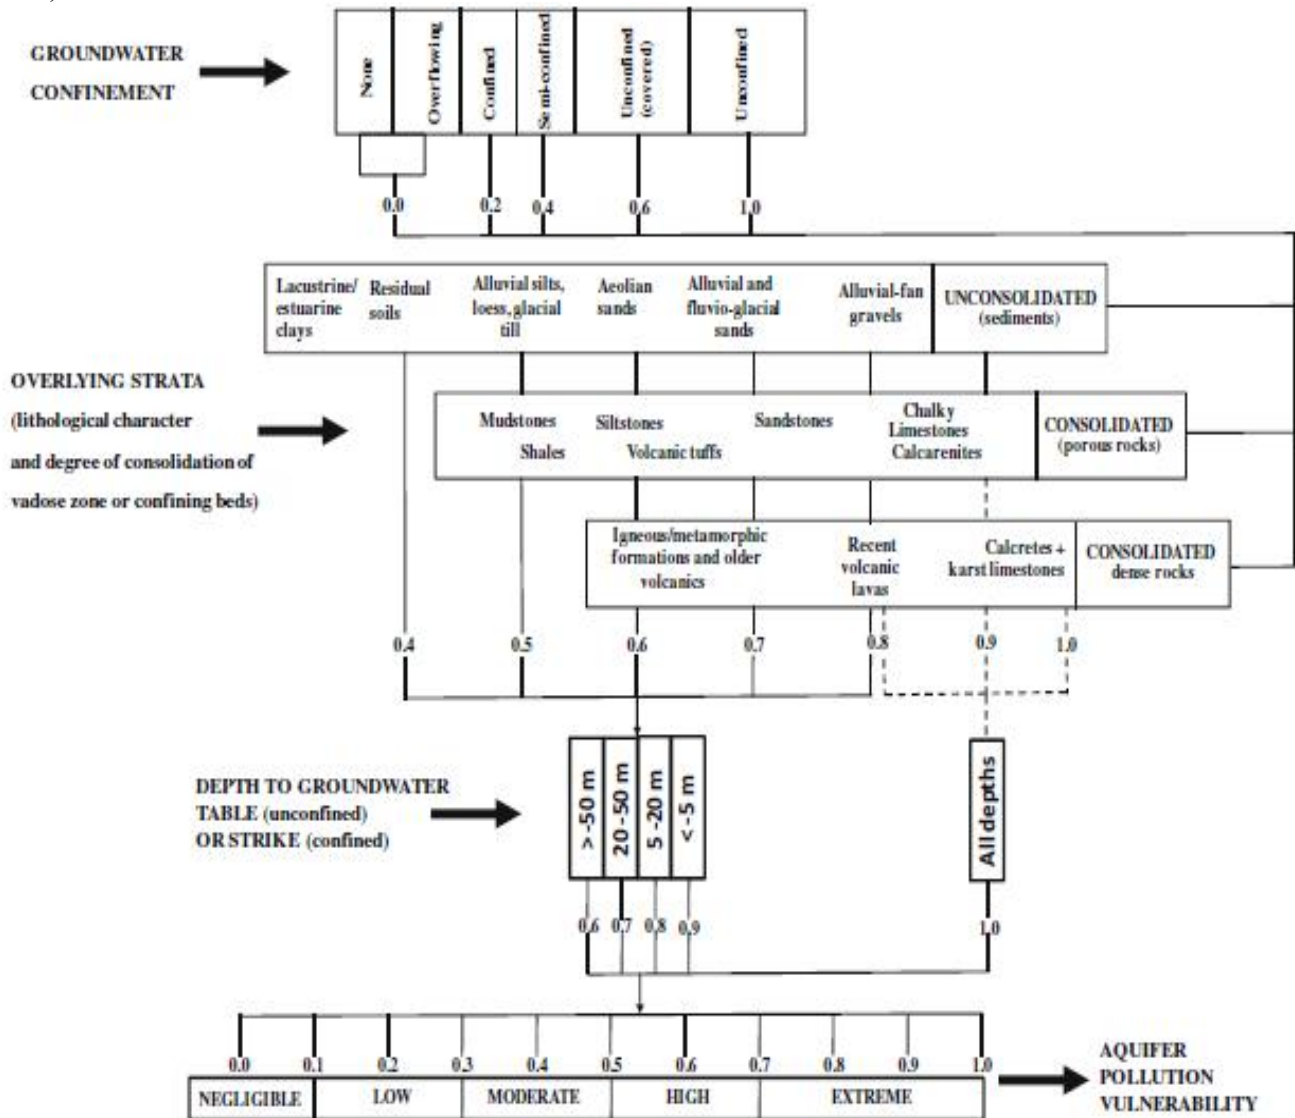 GROUNDWATER
CONFINEMENT
None
Overflowing
Confined
Semi-confined
Unconfined
(covered)
Unconfined
0.0
0.2
0.4
0.6
1.0
Lacustrine/
estuarine
clays
Residual
soils
Alluvial silts,
loess, glacial
till
Aeolian
sands
Alluvial and
fluvio-glacial
sands
Alluvial-fan
gravels
UNCONSOLIDATED
(sediments)
OVERLYING STRATA
(lithological character
and degree of consolidation of
vadose zone or confining beds)
Mudstones
Shales
Siltstones
Volcanic tuffs
Sandstones
Chalky
Limestones
Calcarenites
CONSOLIDATED
(porous rocks)
Igneous/metamorphic
formations and older
volcanics
Recent
volcanic
lavas
Calcretes +
karst limestones
CONSOLIDATED
dense rocks
0.4
0.5
0.6
0.7
0.8
0.9
1.0
DEPTH TO GROUNDWATER
TABLE (unconfined)
OR STRIKE (confined)
>-50 m
20-50 m
5-20 m
<-5 m
All depths
0.6
0.7
0.8
0.9
1.0
0.0
0.1
0.2
0.3
0.4
0.5
0.6
0.7
0.8
0.9
1.0
NEGLIGIBLE
LOW
MODERATE
HIGH
EXTREME
AQUIFER
POLLUTION
VULNERABILITY